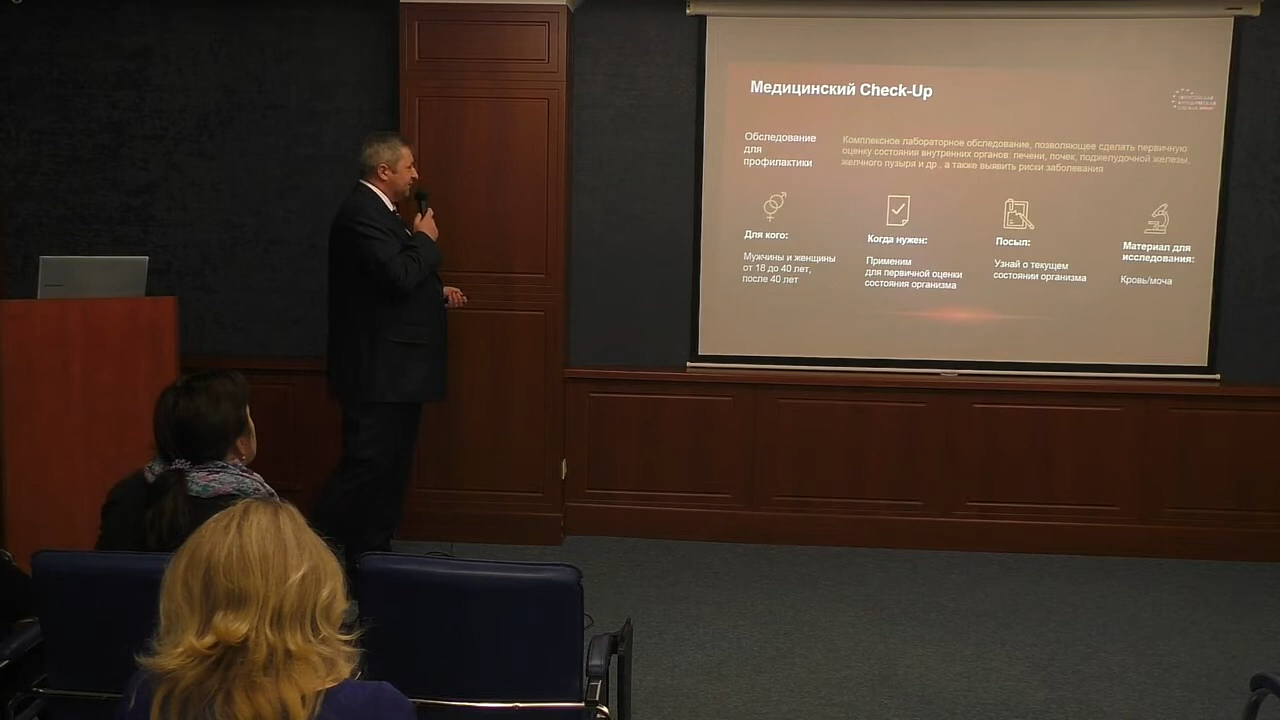 Медицинский Check-Up
Обследование
для
профилактики
Комплексное лабораторное обследование, позволяющее сделать первичную
оценку состояния внутренних органов: печени, почек, поджелудочной железы,
желчного пузыря и др., а также выявить риски заболевания
Для кого:
Мужчины и женщины
от 18 до 40 лет,
после 40 лет
Когда нужен:
Применим
для первичной оценки
состояния организма
Посыл:
Узнай о текущем
состоянии организма
Материал для
исследования:
Кровь/моча